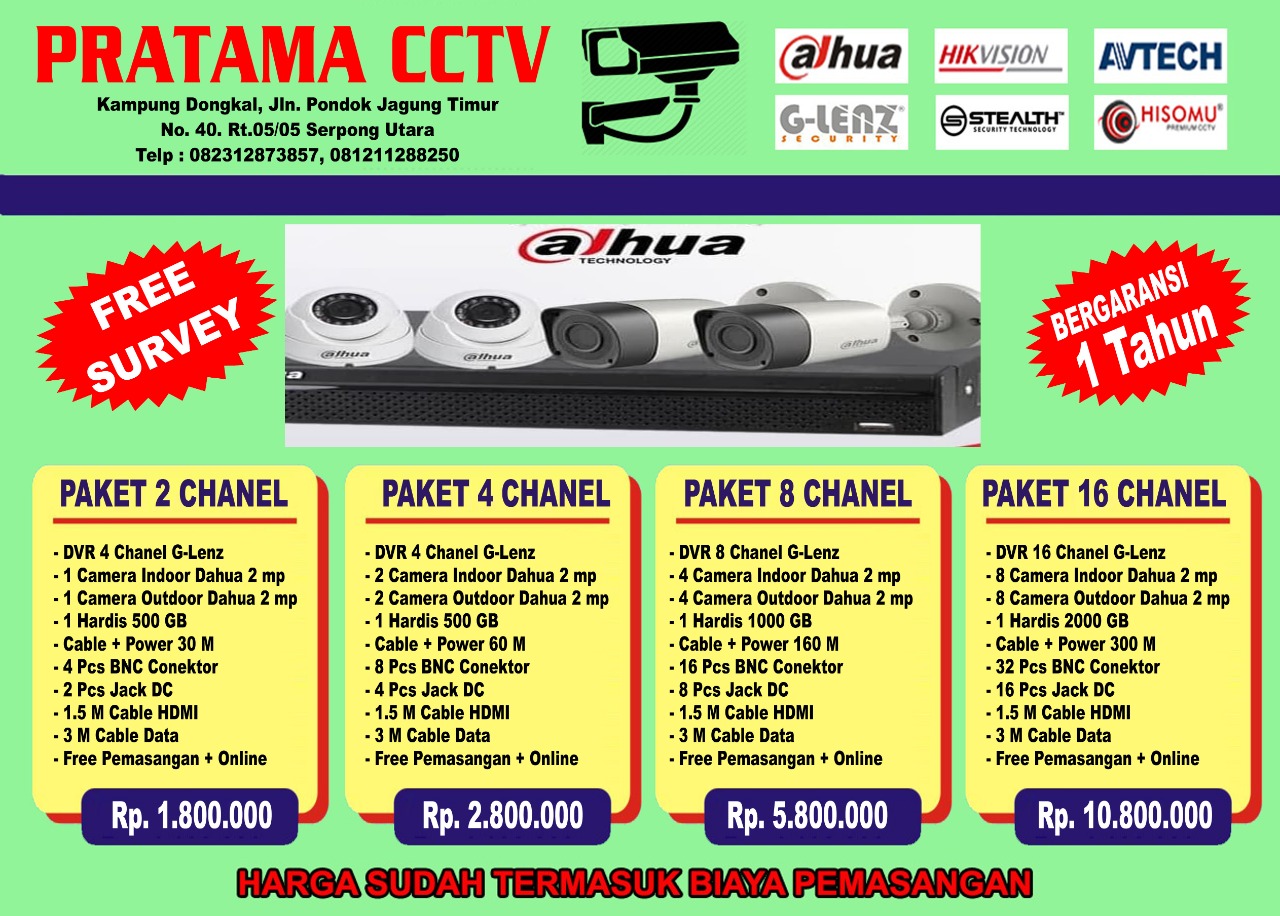 PRATAMA CCTV
Kampung Dongkal, Jln. Pondok Jagung Timur
No. 40. Rt.05/05 Serpong Utara
Telp : 082312873857, 081211288250
alhua
HIKVISION
AVTECH
G-LENZ®
SECURITY
STEALTH™
SECURITY TECHNOLOGY
HISOMU®
PREMIUM CCTV
FREE
SURVEY
alhua
TECHNOLOGY
alhua
alhua
alhua
BERGARANSI
1 Tahun
PAKET 2 CHANEL
- DVR 4 Chanel G-Lenz
- 1 Camera Indoor Dahua 2 mp
- 1 Camera Outdoor Dahua 2 mp
- 1 Hardis 500 GB
- Cable + Power 30 M
- 4 Pcs BNC Conektor
- 2 Pcs Jack DC
- 1.5 M Cable HDMI
- 3 M Cable Data
- Free Pemasangan + Online
Rp. 1.800.000
PAKET 4 CHANEL
- DVR 4 Chanel G-Lenz
- 2 Camera Indoor Dahua 2 mp
- 2 Camera Outdoor Dahua 2 mp
- 1 Hardis 500 GB
- Cable + Power 60 M
- 8 Pcs BNC Conektor
- 4 Pcs Jack DC
- 1.5 M Cable HDMI
- 3 M Cable Data
- Free Pemasangan + Online
Rp. 2.800.000
PAKET 8 CHANEL
- DVR 8 Chanel G-Lenz
- 4 Camera Indoor Dahua 2 mp
- 4 Camera Outdoor Dahua 2 mp
- 1 Hardis 1000 GB
- Cable + Power 160 M
- 16 Pcs BNC Conektor
- 8 Pcs Jack DC
- 1.5 M Cable HDMI
- 3 M Cable Data
- Free Pemasangan + Online
Rp. 5.800.000
PAKET 16 CHANEL
- DVR 16 Chanel G-Lenz
- 8 Camera Indoor Dahua 2 mp
- 8 Camera Outdoor Dahua 2 mp
- 1 Hardis 2000 GB
- Cable + Power 300 M
- 32 Pcs BNC Conektor
- 16 Pcs Jack DC
- 1.5 M Cable HDMI
- 3 M Cable Data
- Free Pemasangan + Online
Rp. 10.800.000
HARGA SUDAH TERMASUK BIAYA PEMASANGAN